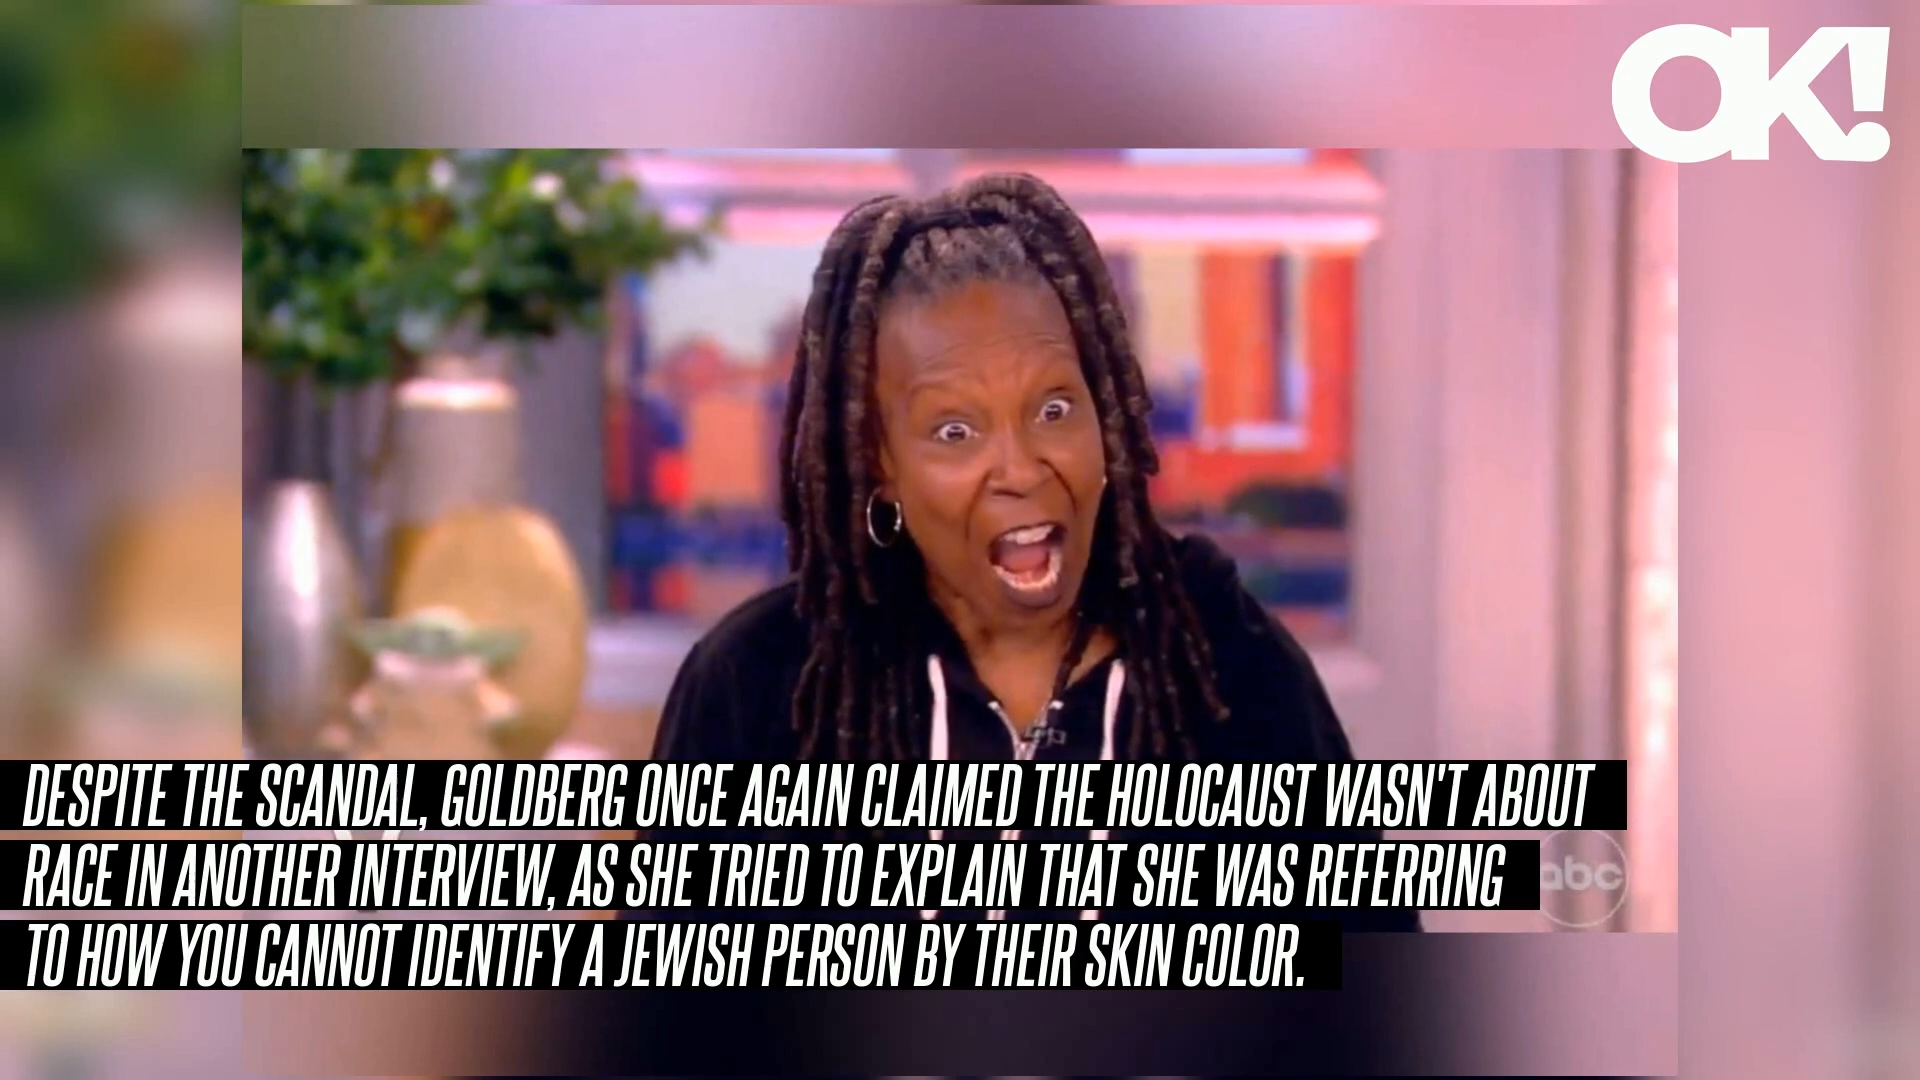 OK!
DESPITE THE SCANDAL, GOLDBERG ONCE AGAIN CLAIMED THE HOLOCAUST WASN'T ABOUT
RACE IN ANOTHER INTERVIEW, AS SHE TRIED TO EXPLAIN THAT SHE WAS REFERRING
abc
TO HOW YOU CANNOT IDENTIFY A JEWISH PERSON BY THEIR SKIN COLOR.